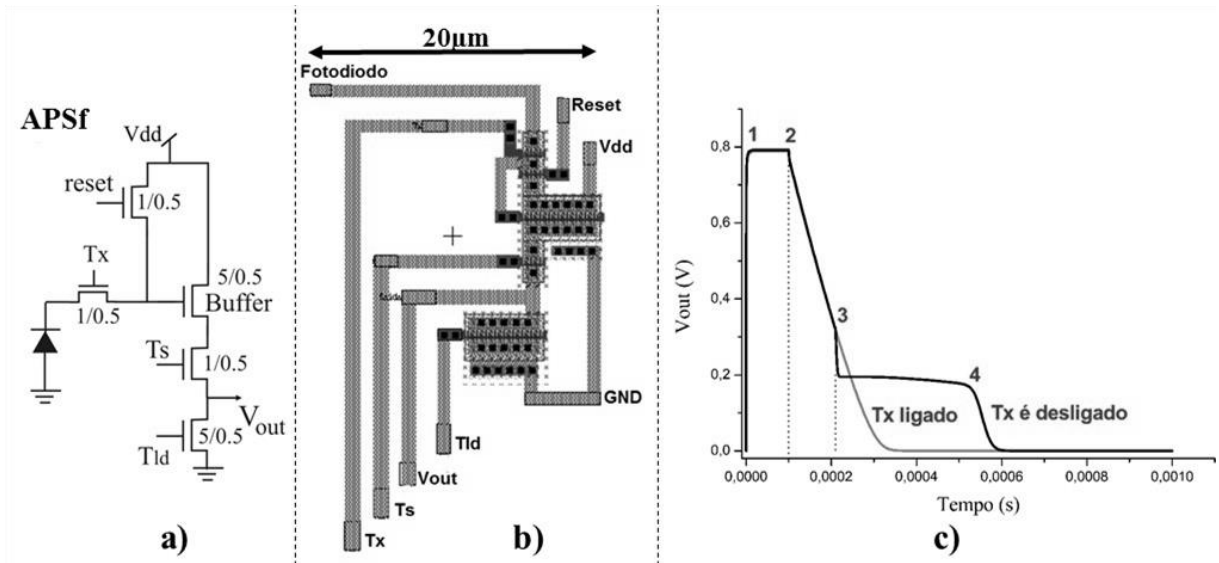 APSf
Vdd
reset
1/0.5
Tx
1/0.5
5/0.5
Buffer
Ts
1/0.5
Vout
5/0.5
Tld
a)
20µm
Fotodiodo
Reset
Vdd
GND
Tld
Vout
Ts
Tx
b)
1 2
0,8
0,6
3
0,4
0,2
4
Tx ligado
Tx é desligado
0,0
0,0000 0,0002 0,0004 0,0006 0,0008 0,0010
Vout (V)
Tempo (s)
c)